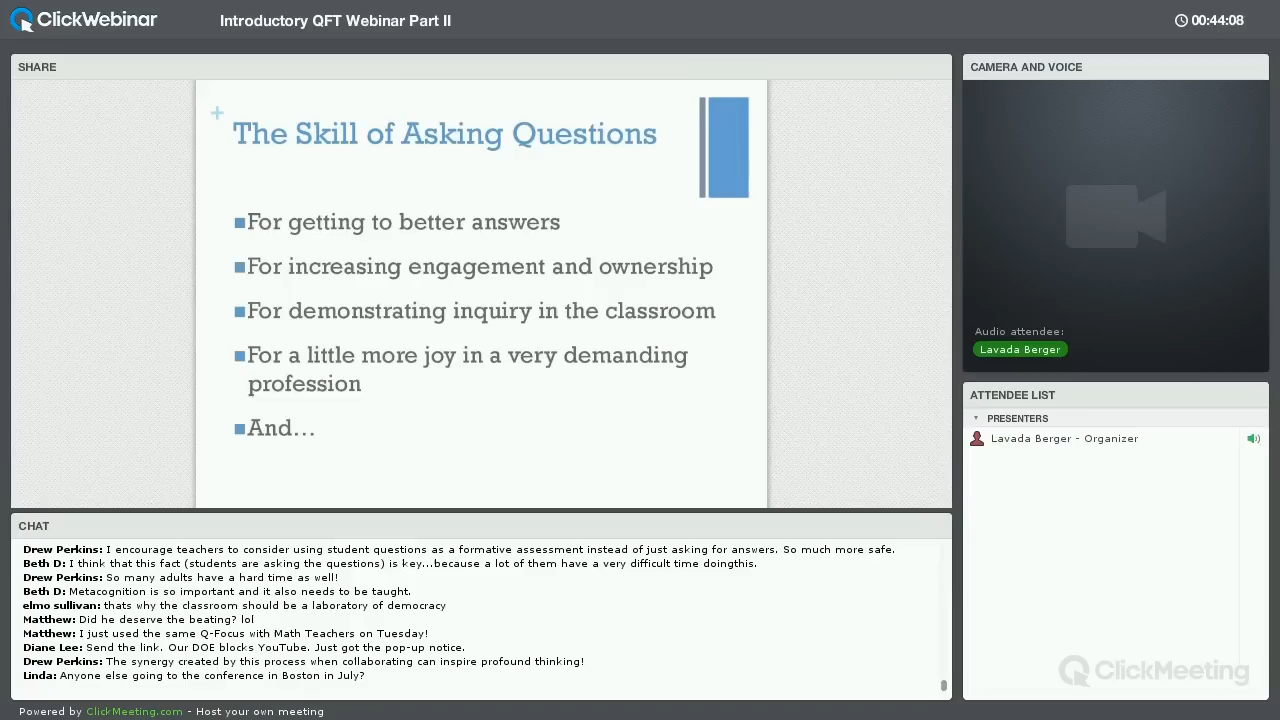 ClickWebinar
Introductory QFT Webinar Part II
00:44:08
SHARE
+
The Skill of Asking Questions
For getting to better answers
For increasing engagement and ownership
For demonstrating inquiry in the classroom
For a little more joy in a very demanding
profession
And...
CAMERA AND VOICE
Audio attendee:
Lavada Berger
ATTENDEE LIST
PRESENTERS
Lavada Berger - Organizer
ClickMeeting
CHAT
Drew Perkins: I encourage teachers to consider using student questions as a formative assessment instead of just asking for answers. So much more safe.
Beth D: I think that this fact (students are asking the questions) is key...because a lot of them have a very difficult time doingthis.
Drew Perkins: So many adults have a hard time as well!
Beth D: Metacognition is so important and it also needs to be taught.
elmo sullivan: thats why the classroom should be a laboratory of democracy
Matthew: Did he deserve the beating? lol
Matthew: I just used the same Q-Focus with Math Teachers on Tuesday!
Diane Lee: Send the link. Our DOE blocks YouTube. Just got the pop-up notice.
Drew Perkins: The synergy created by this process when collaborating can inspire profound thinking!
Linda: Anyone else going to the conference in Boston in July?
Powered by ClickMeeting.com - Host your own meeting